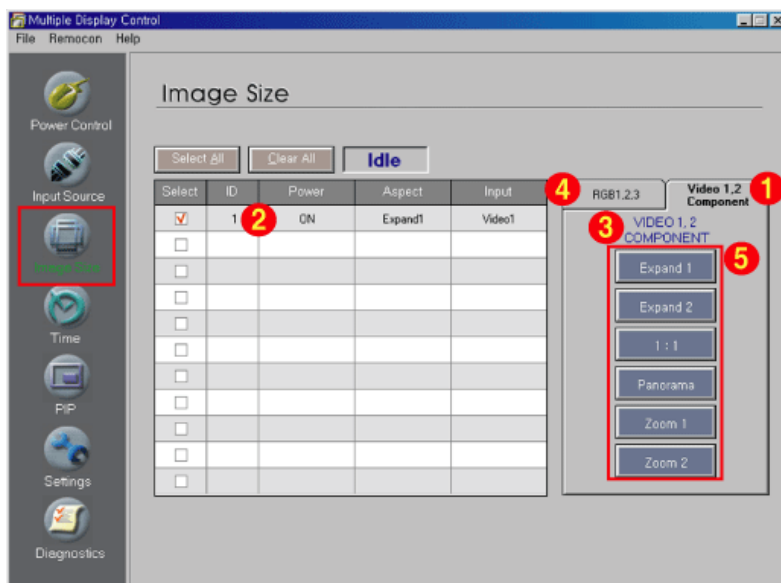 Multiple Display Control
File Remocon Help
Image Size
Power Control
Select All Clear All Idle
Input Source
Select ID Power Aspect Input
4 RGB1,2,3 Video 1,2 Component 1
1 2 ON Expand1 Video1
3 VIDEO 1, 2
COMPONENT
5
Image Size
Expand 1
Expand 2
Time
1 : 1
PIP
Panorama
Zoom 1
Settings
Zoom 2
Diagnostics